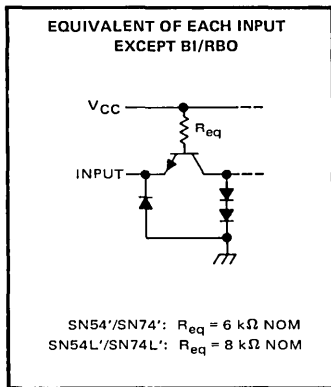 EQUIVALENT OF EACH INPUT
EXCEPT BI/RBO
VCC
Req
INPUT
SN54'/SN74': Req = 6 kΩ NOM
SN54L'/SN74L': Req = 8 kΩ NOM